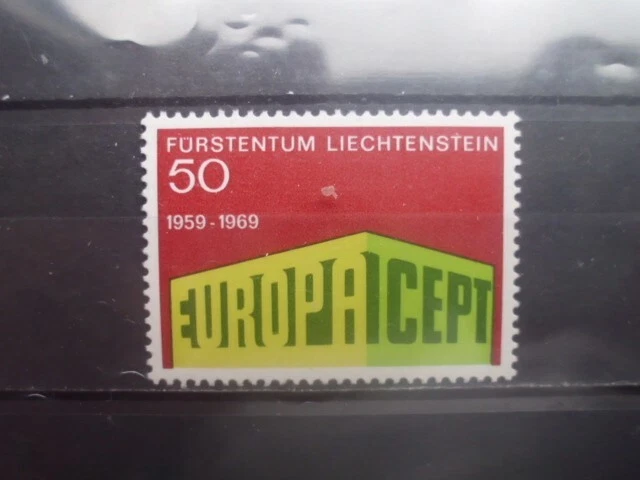 FÜRSTENTUM LIECHTENSTEIN
50
1959 - 1969
EUROPA CEPT